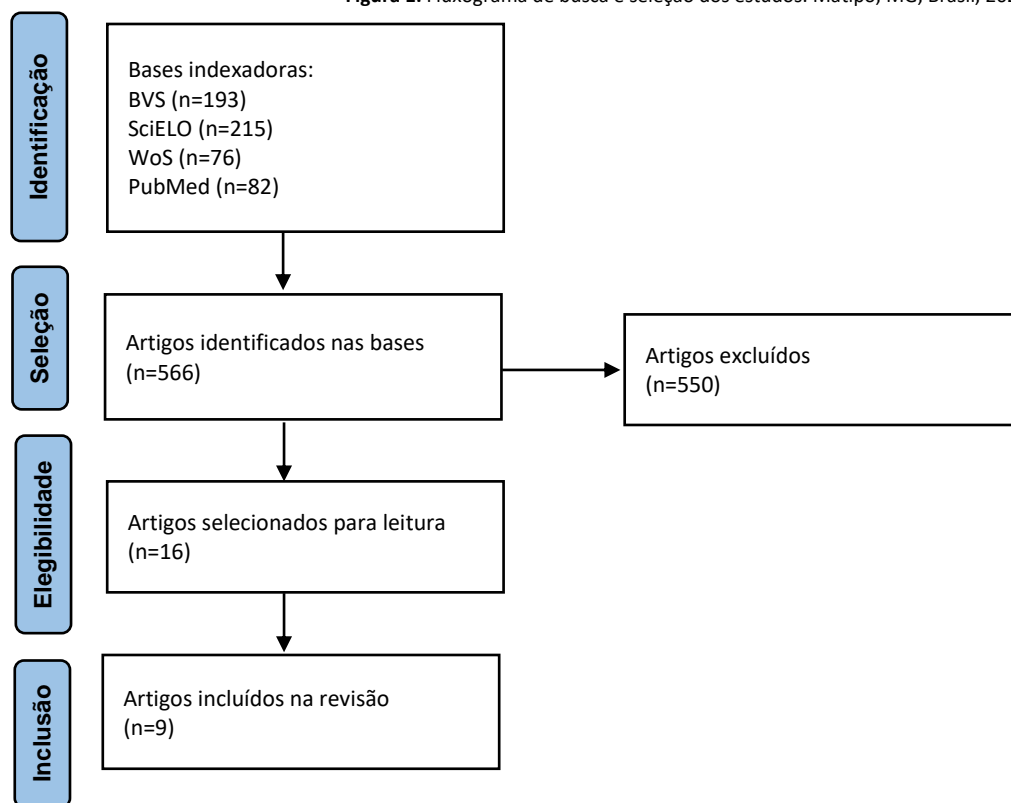 Identificação
Bases indexadoras:
BVS (n=193)
SciELO (n=215)
WoS (n=76)
PubMed (n=82)
Seleção
Artigos identificados nas bases
(n=566)
Artigos excluídos
(n=550)
Elegibilidade
Artigos selecionados para leitura
(n=16)
Inclusão
Artigos incluídos na revisão
(n=9)